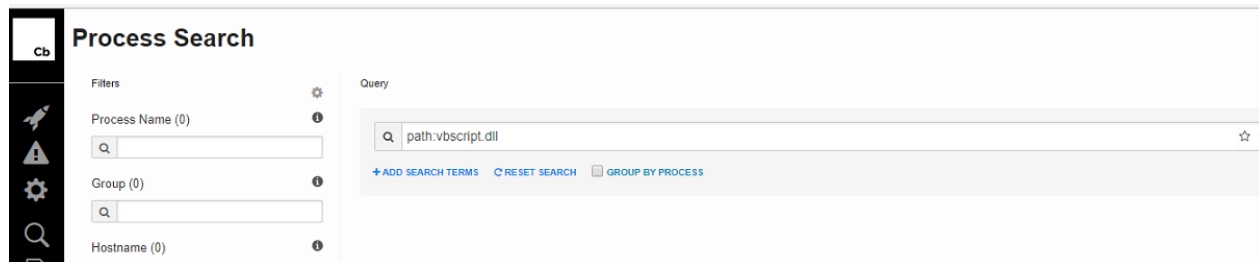 Cb
Process Search
Filters
Process Name (0)
Group (0)
Hostname (0)
Query
path:vbscript.dll
+ADD SEARCH TERMS RESET SEARCH GROUP BY PROCESS